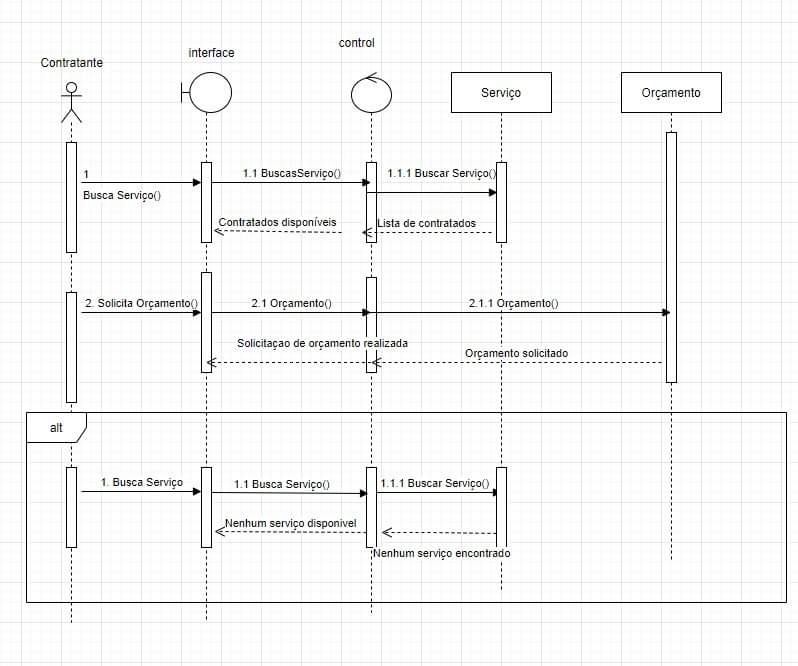 control
interface
Contratante
Serviço
Orçamento
1
Busca Serviço()
1.1 BuscasServiço()
1.1.1 Buscar Serviço()
Contratados disponíveis
Lista de contratados
2. Solicita Orçamento()
2.1 Orçamento()
2.1.1 Orçamento()
Solicitaçao de orçamento realizada
Orçamento solicitado
alt
1. Busca Serviço
1.1 Busca Serviço()
1.1.1 Buscar Serviço()
Nenhum serviço disponivel
Nenhum serviço encontrado